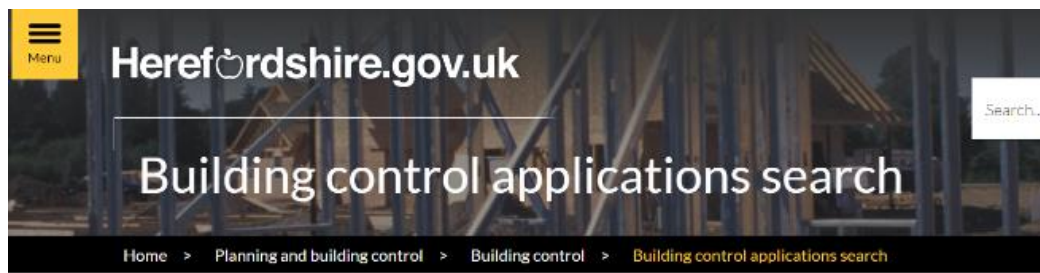 Menu
Herefordshire.gov.uk
Search...
Building control applications search
Home > Planning and building control > Building control > Building control applications search